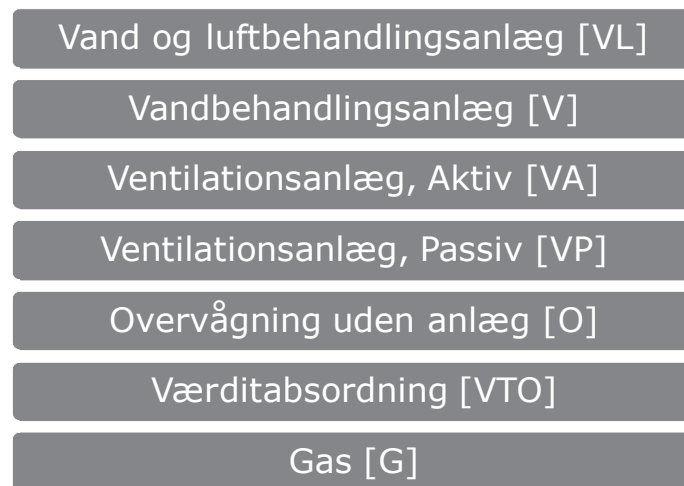 Vand og luftbehandlingsanlæg [VL]
Vandbehandlingsanlæg [V]
Ventilationsanlæg, Aktiv [VA]
Ventilationsanlæg, Passiv [VP]
Overvågning uden anlæg [O]
Værditabsordning [VTO]
Gas [G]